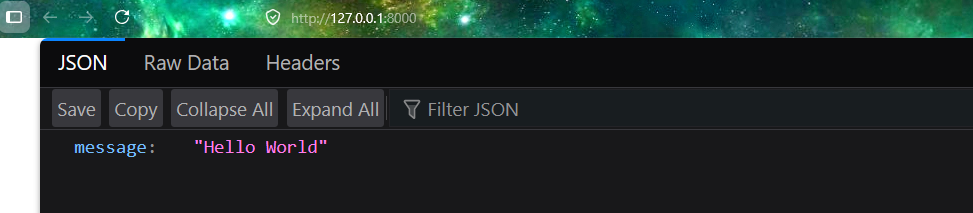 http://127.0.0.1:8000
JSON Raw Data Headers
Save Copy Collapse All Expand All Filter JSON
message: "Hello World"